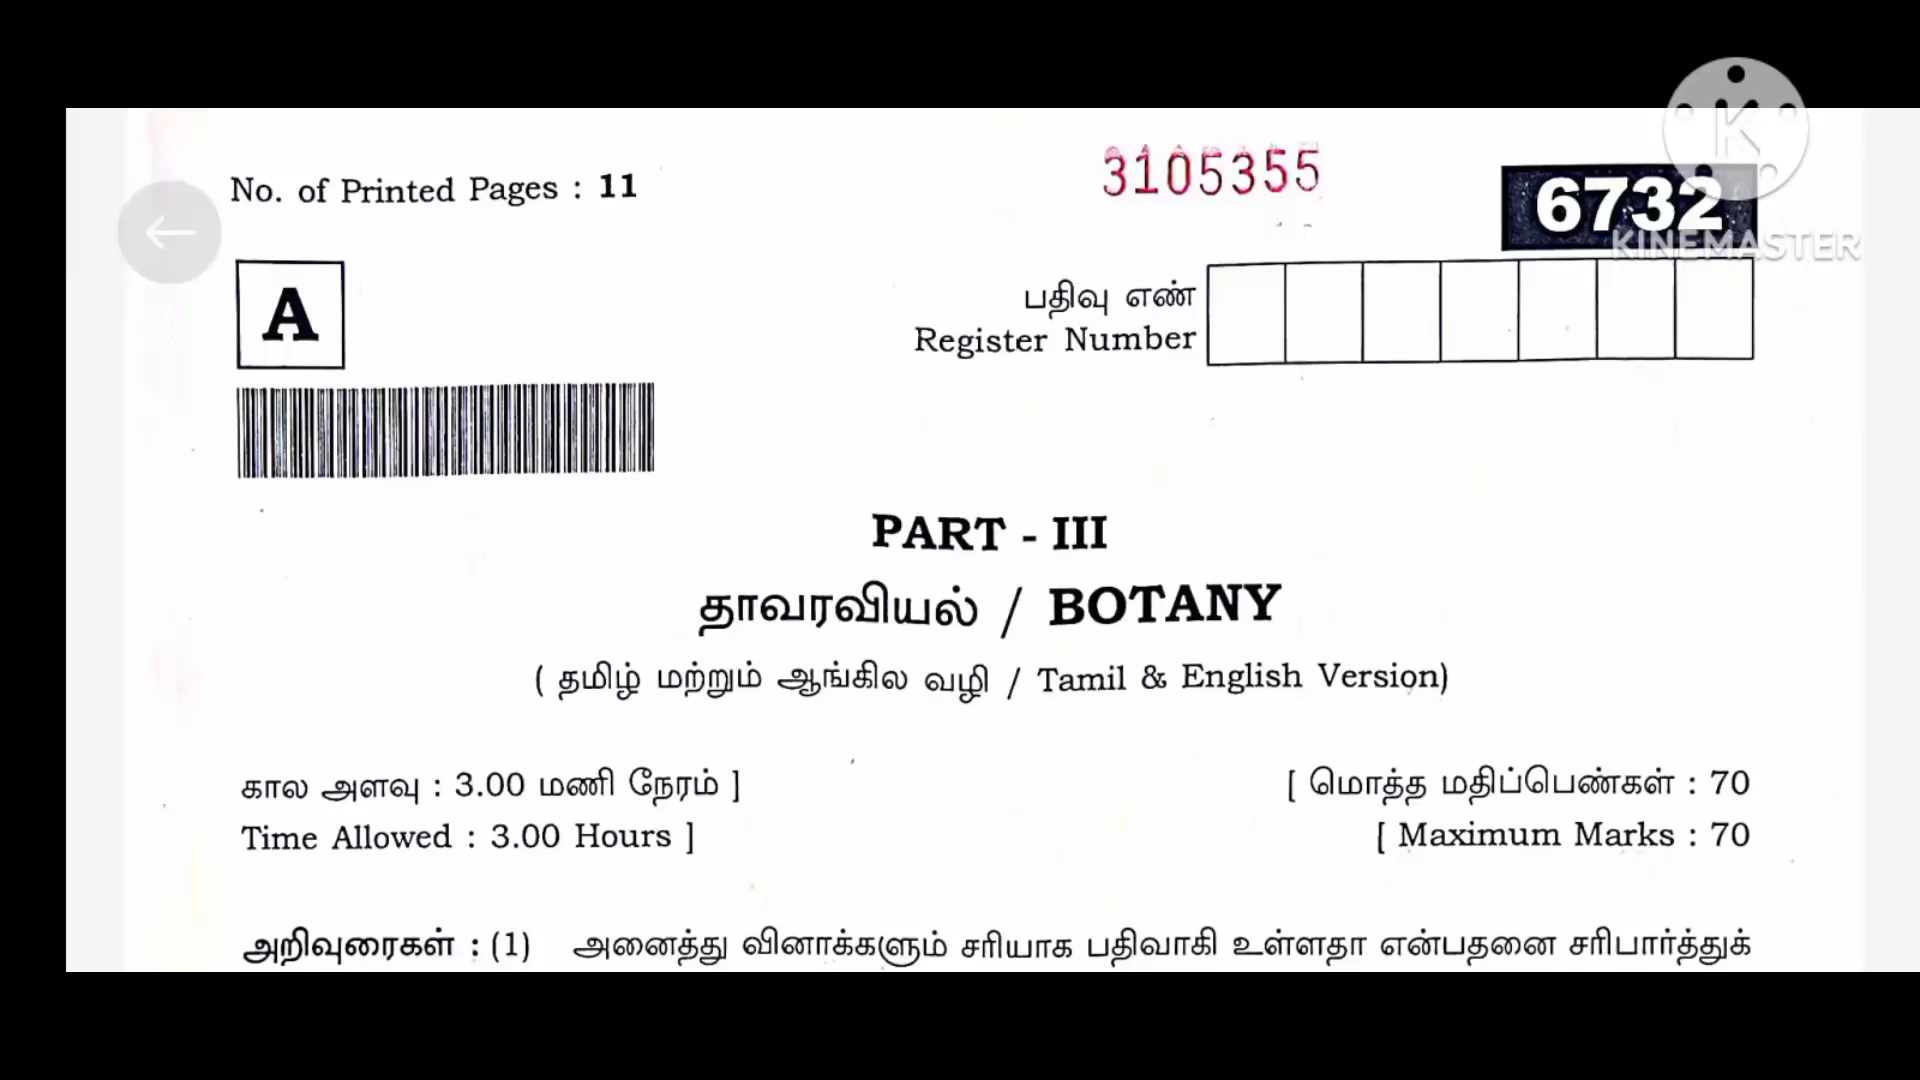 No. of Printed Pages : 11
3105355
6732
KINEMASTER
A
பதிவு எண்
Register Number
PART - III
தாவரவியல் / BOTANY
( தமிழ் மற்றும் ஆங்கில வழி / Tamil & English Version)
கால அளவு : 3.00 மணி நேரம் ]
[ மொத்த மதிப்பெண்கள் : 70
Time Allowed : 3.00 Hours ]
[ Maximum Marks : 70
அறிவுரைகள் : (1) அனைத்து வினாக்களும் சரியாக பதிவாகி உள்ளதா என்பதனை சரிபார்த்துக்